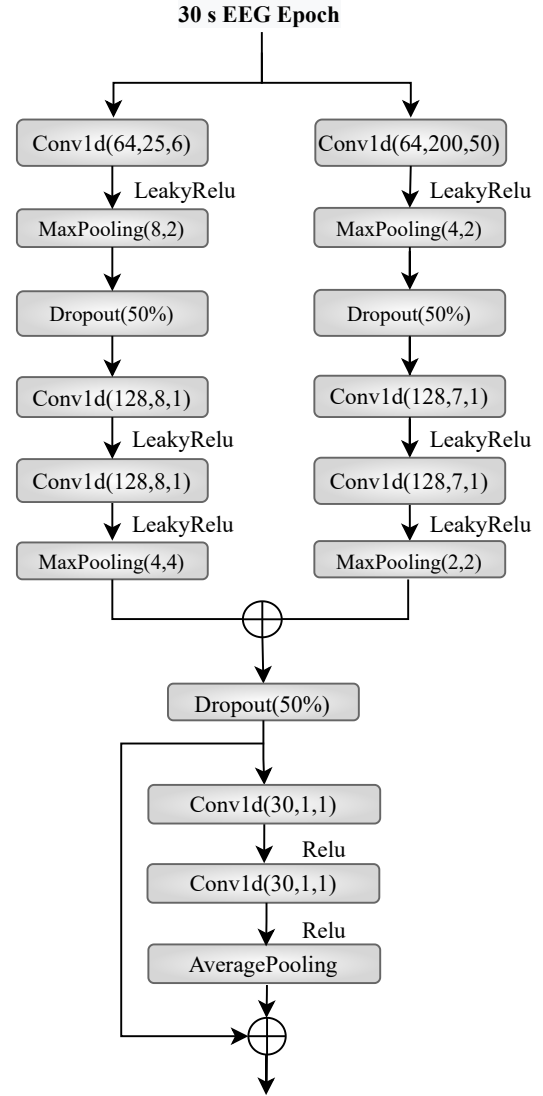 30 s EEG Epoch
Conv1d(64,25,6)
LeakyRelu
MaxPooling(8,2)
Dropout(50%)
Conv1d(128,8,1)
LeakyRelu
Conv1d(128,8,1)
LeakyRelu
MaxPooling(4,4)
Conv1d(64,200,50)
LeakyRelu
MaxPooling(4,2)
Dropout(50%)
Conv1d(128,7,1)
LeakyRelu
Conv1d(128,7,1)
LeakyRelu
MaxPooling(2,2)
Dropout(50%)
Conv1d(30,1,1)
Relu
Conv1d(30,1,1)
Relu
AveragePooling